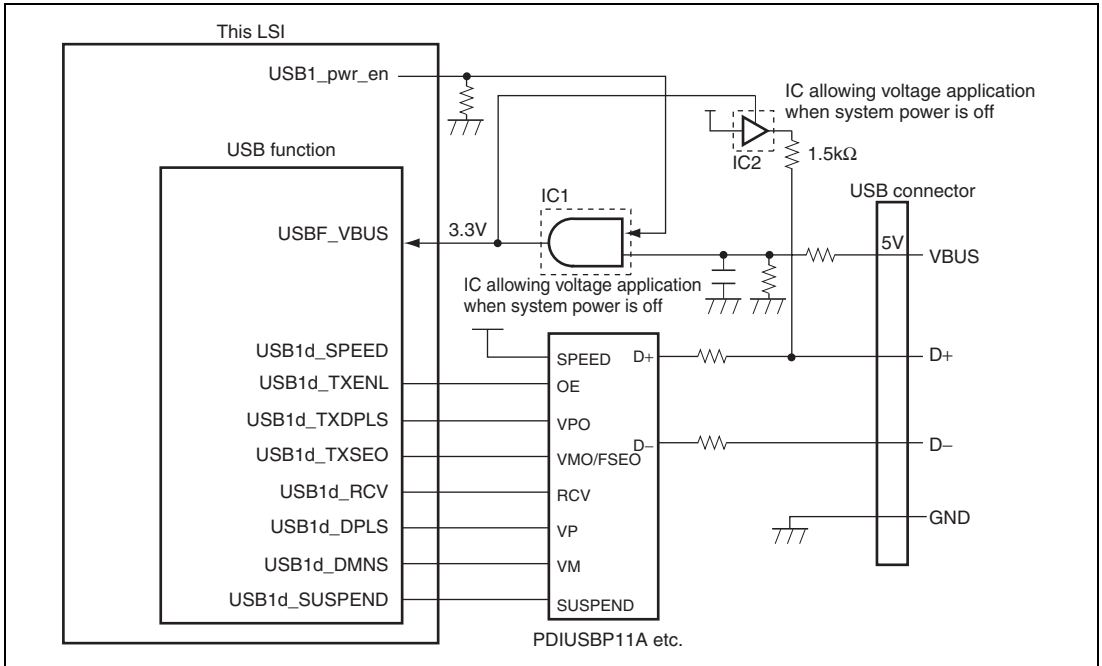 This LSI
USB1_pwr_en
IC allowing voltage application
when system power is off
IC2
1.5kΩ
USB function
USB connector
IC1
USBF_VBUS
3.3V
5V
VBUS
IC allowing voltage application
when system power is off
USB1d_SPEED
SPEED
D+
D+
USB1d_TXENL
OE
USB1d_TXDPLS
VPO
USB1d_TXSEO
VMO/FSEO
D−
D−
USB1d_RCV
RCV
USB1d_DPLS
VP
GND
USB1d_DMNS
VM
USB1d_SUSPEND
SUSPEND
PDIUSBP11A etc.